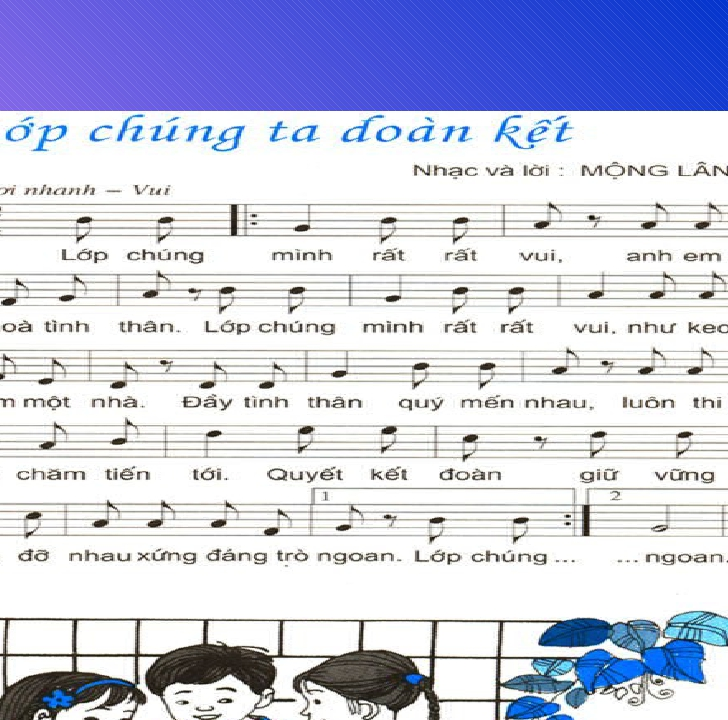 ớp chúng ta đoàn kết
Nhạc và lời : MỘNG LÂN
ơi nhanh – Vui
Lớp chúng mình rất rất vui, anh em
oà tình thân. Lớp chúng mình rất rất vui. như keo
m một nhà. Đầy tình thân quý mến nhau, luôn thi
chăm tiến tới. Quyết kết đoàn giữ vững
1 2
đỡ nhau xứng đáng trò ngoan. Lớp chúng ... ... ngoan.